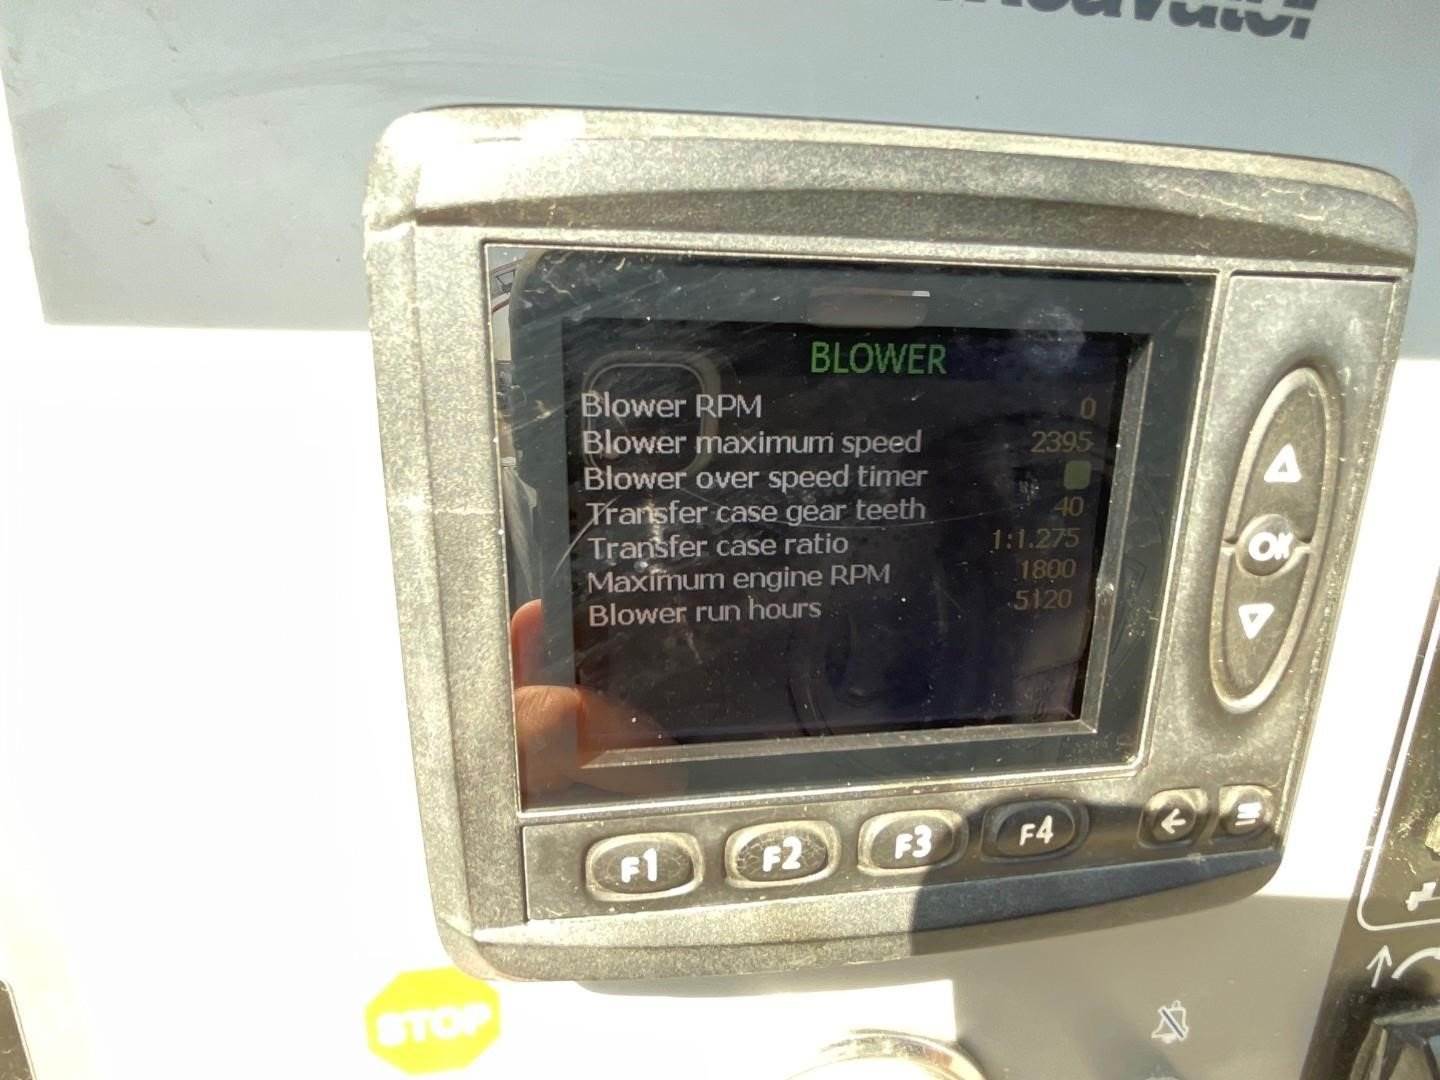 BLOWER
Blower RPM 0
Blower maximum speed 2395
Blower over speed timer
Transfer case gear teeth 40
Transfer case ratio 1:1.275
Maximum engine RPM 1800
Blower run hours 5120
OK
F1 F2 F3 F4
STOP